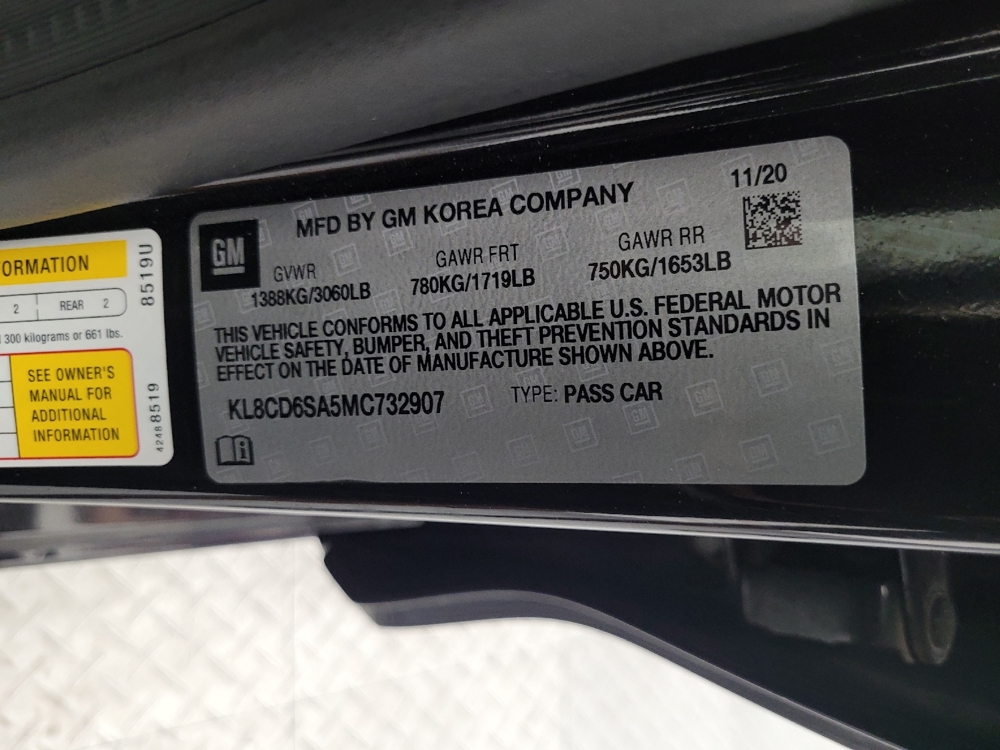 MFD BY GM KOREA COMPANY
11/20
GM
GVWR
GAWR FRT
GAWR RR
1388KG/3060LB
780KG/1719LB
750KG/1653LB
THIS VEHICLE CONFORMS TO ALL APPLICABLE U.S. FEDERAL MOTOR
VEHICLE SAFETY, BUMPER, AND THEFT PREVENTION STANDARDS IN
EFFECT ON THE DATE OF MANUFACTURE SHOWN ABOVE.
KL8CD6SA5MC732907
TYPE: PASS CAR
ORMATION
2 REAR 2
300 kilograms or 661 lbs.
SEE OWNER'S
MANUAL FOR
ADDITIONAL
INFORMATION
8519U
4248 8519